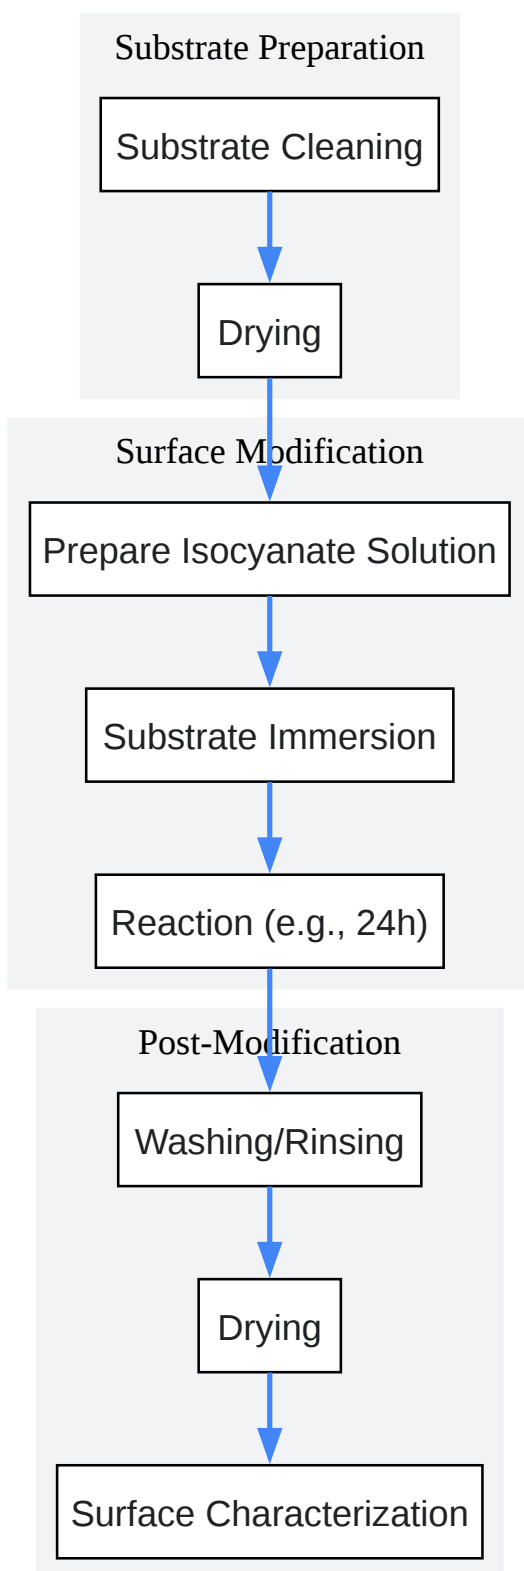 Substrate Preparation
Substrate Cleaning
Drying
Surface Modification
Prepare Isocyanate Solution
Substrate Immersion
Reaction (e.g., 24h)
Post-Modification
Washing/Rinsing
Drying
Surface Characterization